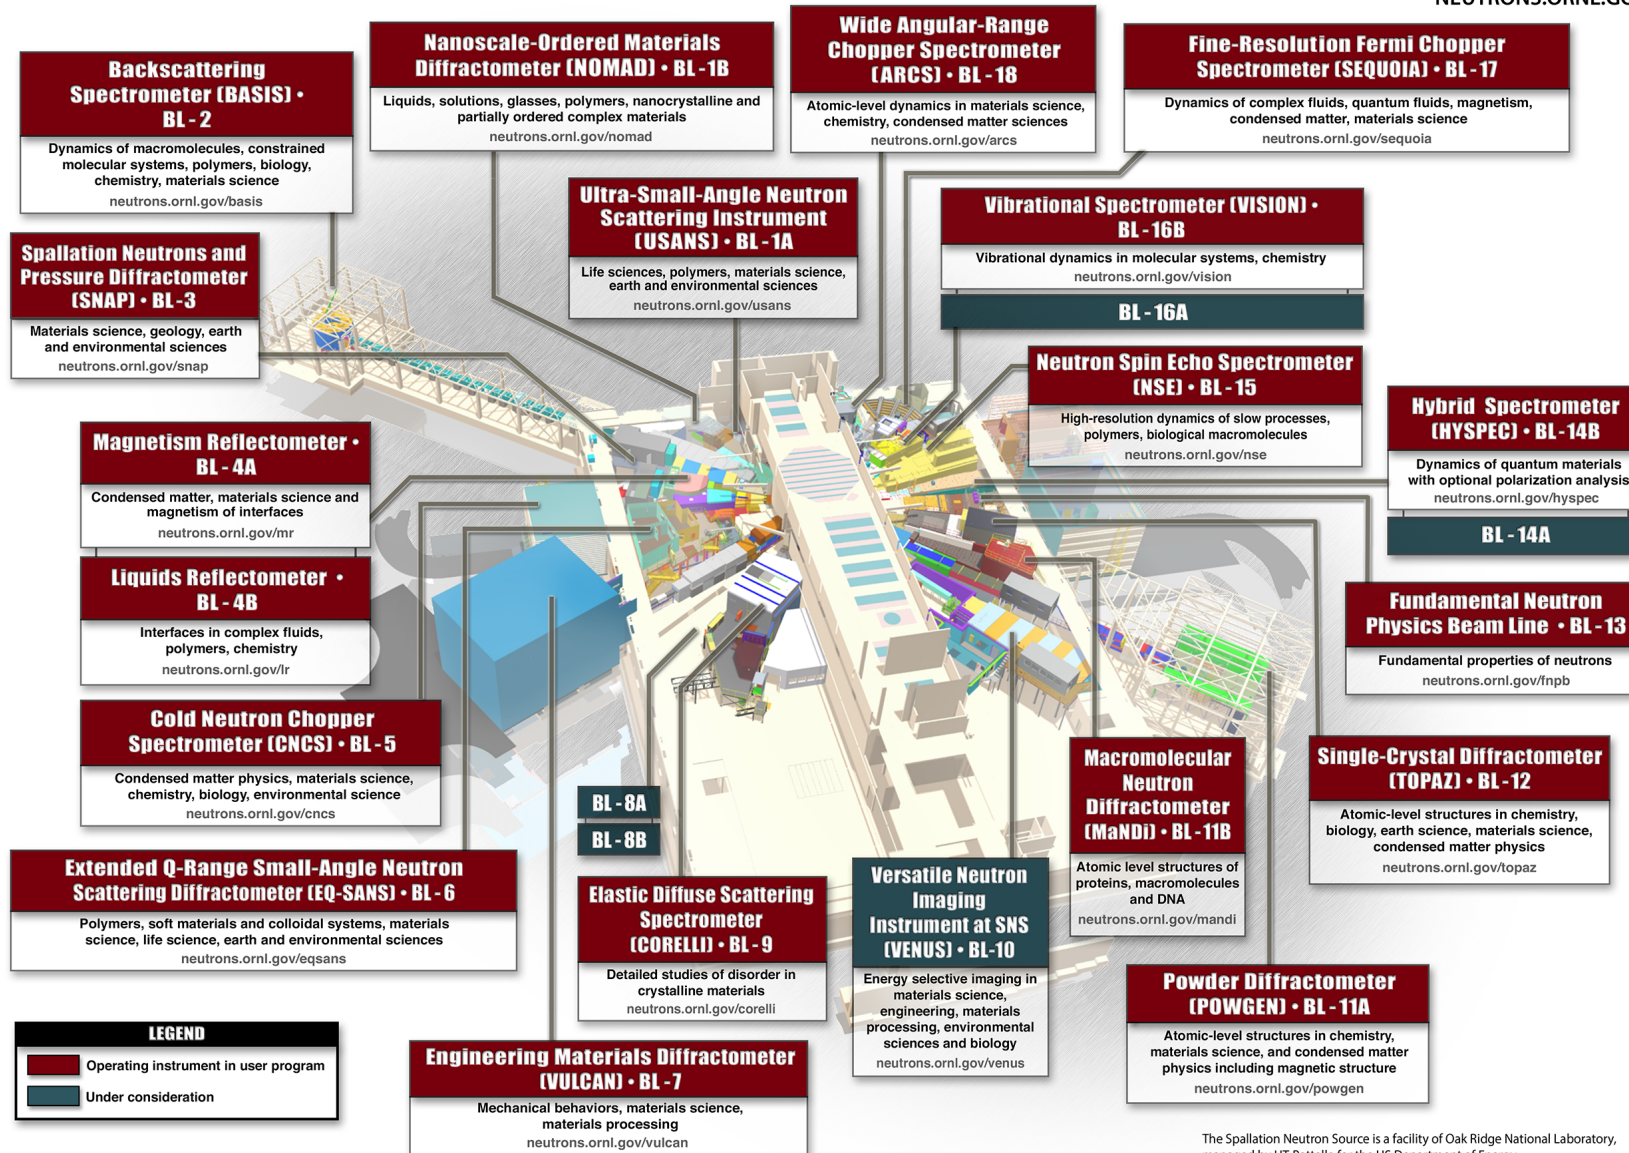 NEUTRONS.ORNL.GO
Backscattering
Spectrometer (BASIS) •
BL - 2
Dynamics of macromolecules, constrained
molecular systems, polymers, biology,
chemistry, materials science
neutrons.ornl.gov/basis
Nanoscale-Ordered Materials
Diffractometer (NOMAD) • BL - 1B
Liquids, solutions, glasses, polymers, nanocrystalline and
partially ordered complex materials
neutrons.ornl.gov/nomad
Wide Angular-Range
Chopper Spectrometer
(ARCS) • BL - 18
Atomic-level dynamics in materials science,
chemistry, condensed matter sciences
neutrons.ornl.gov/arcs
Fine-Resolution Fermi Chopper
Spectrometer (SEQUOIA) • BL - 17
Dynamics of complex fluids, quantum fluids, magnetism,
condensed matter, materials science
neutrons.ornl.gov/sequoia
Ultra-Small-Angle Neutron
Scattering Instrument
(USANS) • BL - 1A
Life sciences, polymers, materials science,
earth and environmental sciences
neutrons.ornl.gov/usans
Vibrational Spectrometer (VISION) •
BL - 16B
Vibrational dynamics in molecular systems, chemistry
neutrons.ornl.gov/vision
BL - 16A
Spallation Neutrons and
Pressure Diffractometer
(SNAP) • BL - 3
Materials science, geology, earth
and environmental sciences
neutrons.ornl.gov/snap
Neutron Spin Echo Spectrometer
(NSE) • BL - 15
High-resolution dynamics of slow processes,
polymers, biological macromolecules
neutrons.ornl.gov/nse
Hybrid Spectrometer
(HYSPEC) • BL - 14B
Dynamics of quantum materials
with optional polarization analysis
neutrons.ornl.gov/hyspec
BL - 14A
Magnetism Reflectometer •
BL - 4A
Condensed matter, materials science and
magnetism of interfaces
neutrons.ornl.gov/mr
Liquids Reflectometer •
BL - 4B
Interfaces in complex fluids,
polymers, chemistry
neutrons.ornl.gov/lr
Fundamental Neutron
Physics Beam Line • BL - 13
Fundamental properties of neutrons
neutrons.ornl.gov/fnpb
Cold Neutron Chopper
Spectrometer (CNCS) • BL - 5
Condensed matter physics, materials science,
chemistry, biology, environmental science
neutrons.ornl.gov/cncs
BL - 8A
BL - 8B
Macromolecular
Neutron
Diffractometer
(MaNDi) • BL - 11B
Atomic level structures of
proteins, macromolecules
and DNA
neutrons.ornl.gov/mandi
Single-Crystal Diffractometer
(TOPAZ) • BL - 12
Atomic-level structures in chemistry,
biology, earth science, materials science,
condensed matter physics
neutrons.ornl.gov/topaz
Extended Q-Range Small-Angle Neutron
Scattering Diffractometer (EQ-SANS) • BL - 6
Polymers, soft materials and colloidal systems, materials
science, life science, earth and environmental sciences
neutrons.ornl.gov/eqsans
Elastic Diffuse Scattering
Spectrometer
(CORELLI) • BL - 9
Detailed studies of disorder in
crystalline materials
neutrons.ornl.gov/corelli
Versatile Neutron
Imaging
Instrument at SNS
(VENUS) • BL-10
Energy selective imaging in
materials science,
engineering, materials
processing, environmental
sciences and biology
neutrons.ornl.gov/venus
Powder Diffractometer
(POWGEN) • BL - 11A
Atomic-level structures in chemistry,
materials science, and condensed matter
physics including magnetic structure
neutrons.ornl.gov/powgen
LEGEND
Operating instrument in user program
Under consideration
Engineering Materials Diffractometer
(VULCAN) • BL - 7
Mechanical behaviors, materials science,
materials processing
neutrons.ornl.gov/vulcan
The Spallation Neutron Source is a facility of Oak Ridge National Laboratory,
managed by UT-Battelle for the US Department of Energy